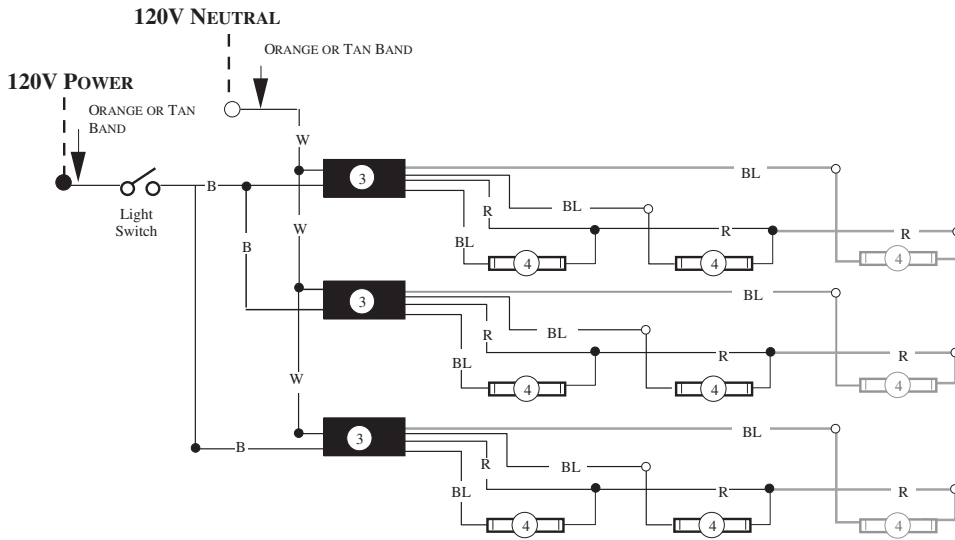 120V NEUTRAL
ORANGE OR TAN BAND
120V POWER
ORANGE OR TAN
BAND
W
BL
3
B
R
BL
Light
Switch
W
R
R
BL
B
4
4
4
BL
3
BL
R
R
R
BL
W
4
4
4
BL
3
B
BL
R
BL
R
R
4
4
4